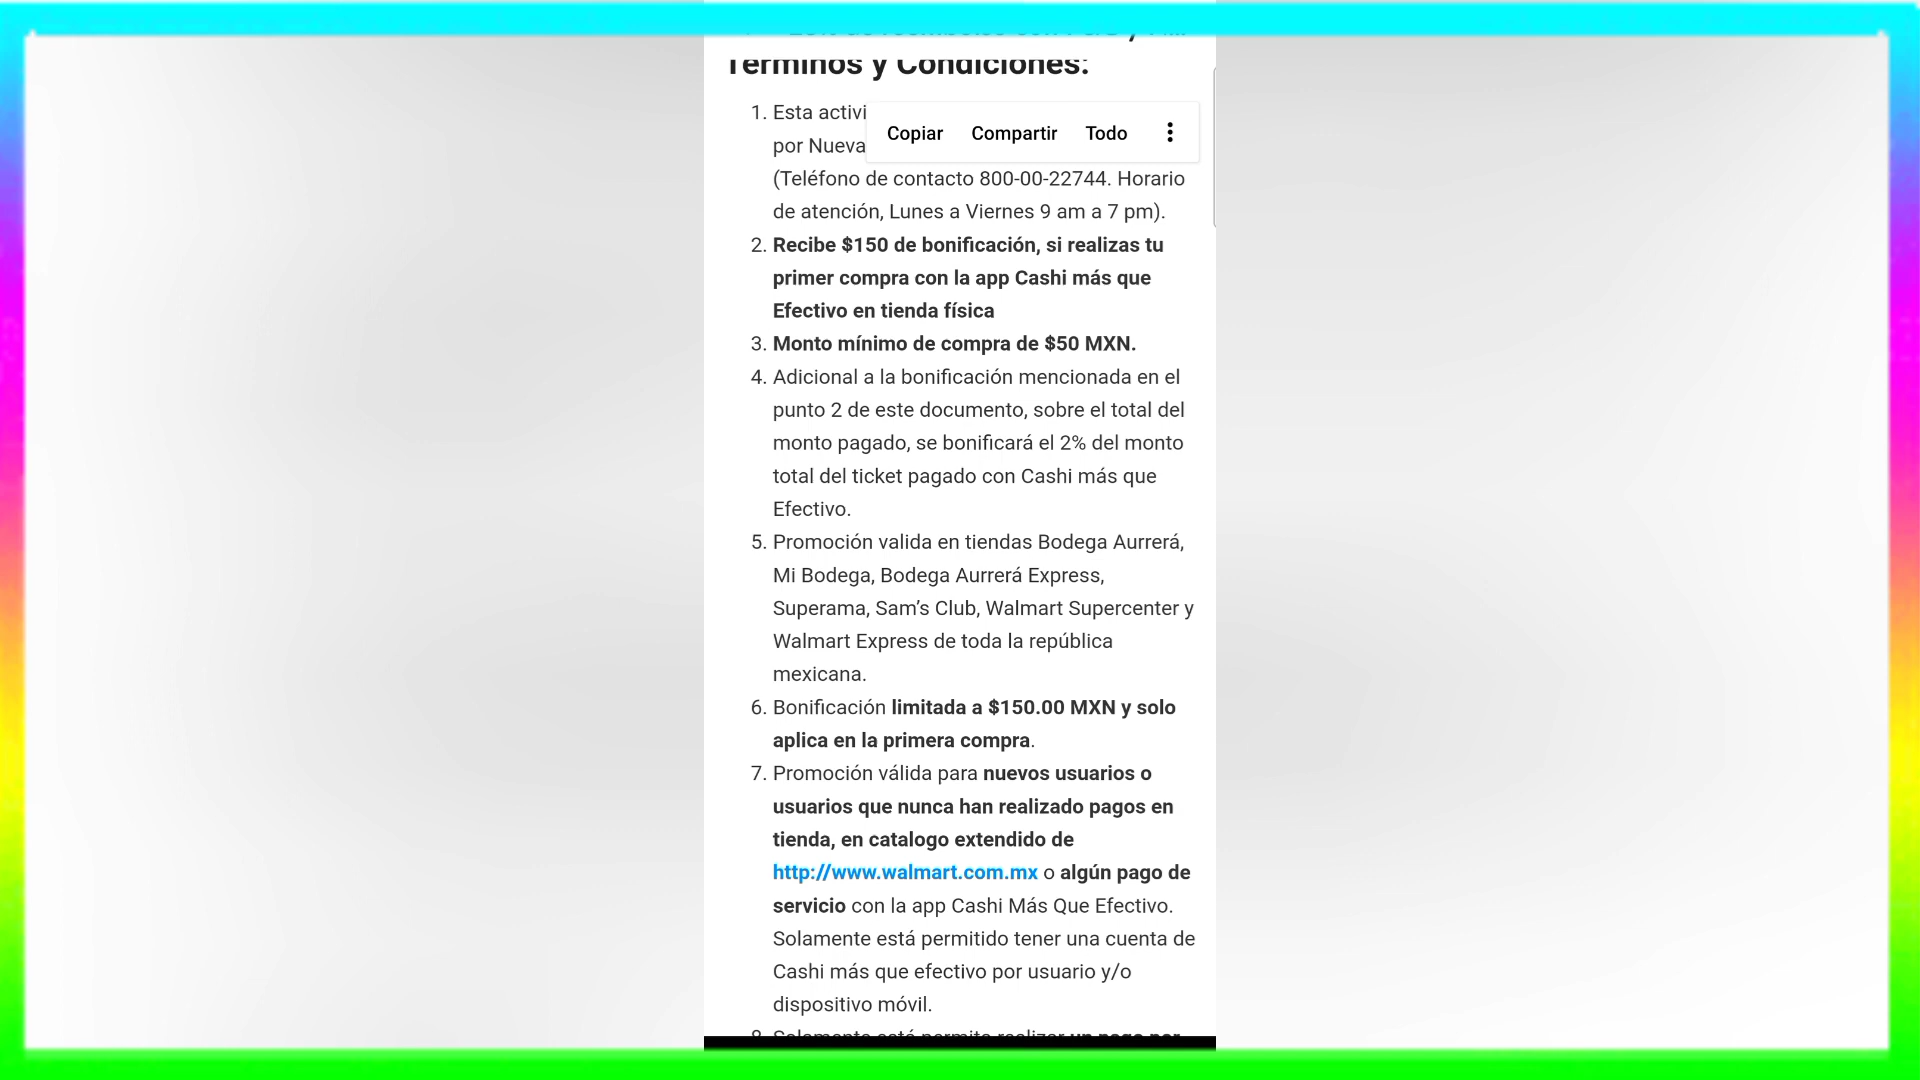 Términos y Condiciones:
1. Esta activi
Copiar Compartir Todo
por Nueva
(Teléfono de contacto 800-00-22744. Horario
de atención, Lunes a Viernes 9 am a 7 pm).
2. Recibe $150 de bonificación, si realizas tu
primer compra con la app Cashi más que
Efectivo en tienda física
3. Monto mínimo de compra de $50 MXN.
4. Adicional a la bonificación mencionada en el
punto 2 de este documento, sobre el total del
monto pagado, se bonificará el 2% del monto
total del ticket pagado con Cashi más que
Efectivo.
5. Promoción valida en tiendas Bodega Aurrerá,
Mi Bodega, Bodega Aurrerá Express,
Superama, Sam’s Club, Walmart Supercenter y
Walmart Express de toda la república
mexicana.
6. Bonificación limitada a $150.00 MXN y solo
aplica en la primera compra.
7. Promoción válida para nuevos usuarios o
usuarios que nunca han realizado pagos en
tienda, en catalogo extendido de
http://www.walmart.com.mx o algún pago de
servicio con la app Cashi Más Que Efectivo.
Solamente está permitido tener una cuenta de
Cashi más que efectivo por usuario y/o
dispositivo móvil.
8. Solamente está permite realizar un pago por